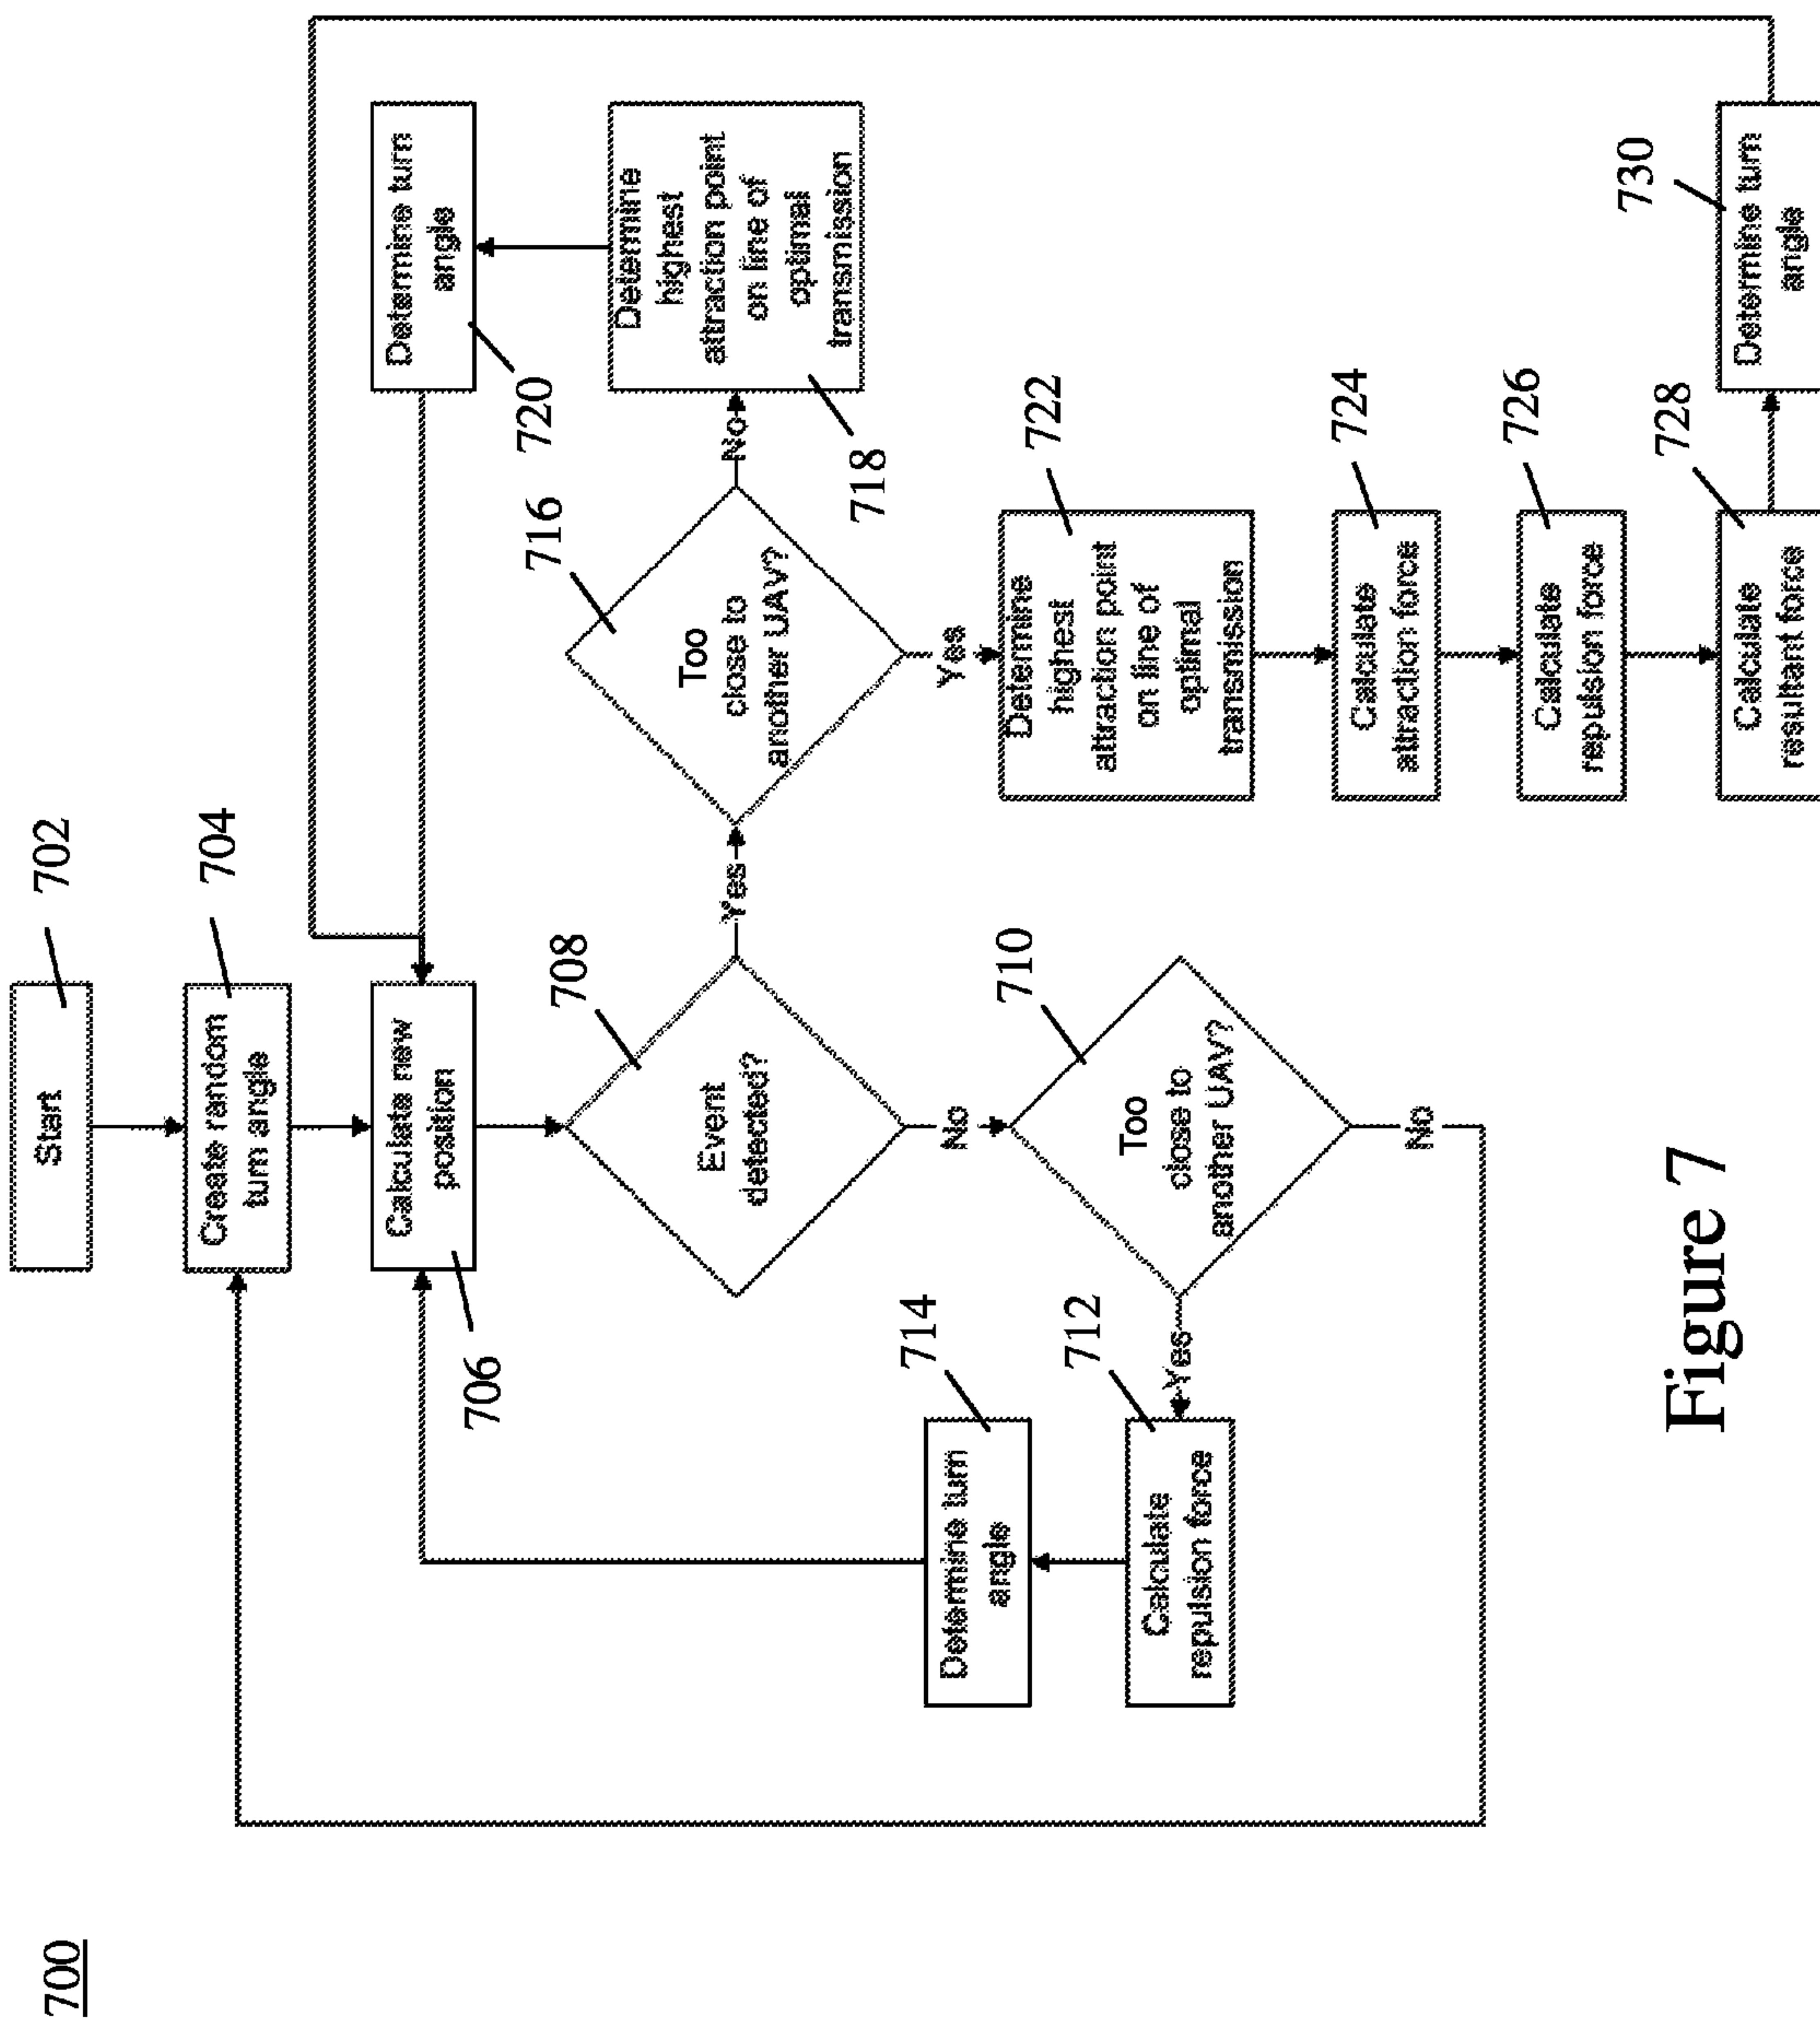 700
Start
702
Create random
turn angle
704
Calculate new
position
706
Event
detected?
708
No
Yes
Too
close to
another UAV?
710
Yes
No
Calculate
repulsion force
712
Determine turn
angle
714
Too
close to
another UAV?
716
No
Determine
highest
attraction point
on line of
optimal
transmission
718
Determine turn
angle
720
Yes
Determine
highest
attraction point
on line of
optimal
transmission
722
Calculate
attraction force
724
Calculate
repulsion force
726
Calculate
resultant force
728
Determine turn
angle
730
Figure 7